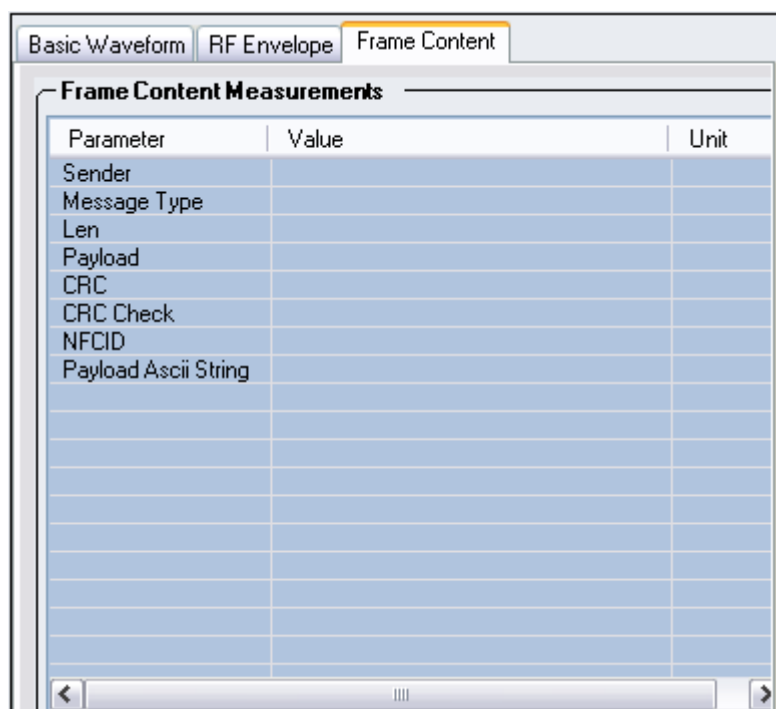 Basic Waveform RF Envelope Frame Content
Frame Content Measurements
Parameter Value Unit
Sender
Message Type
Len
Payload
CRC
CRC Check
NFCID
Payload Ascii String